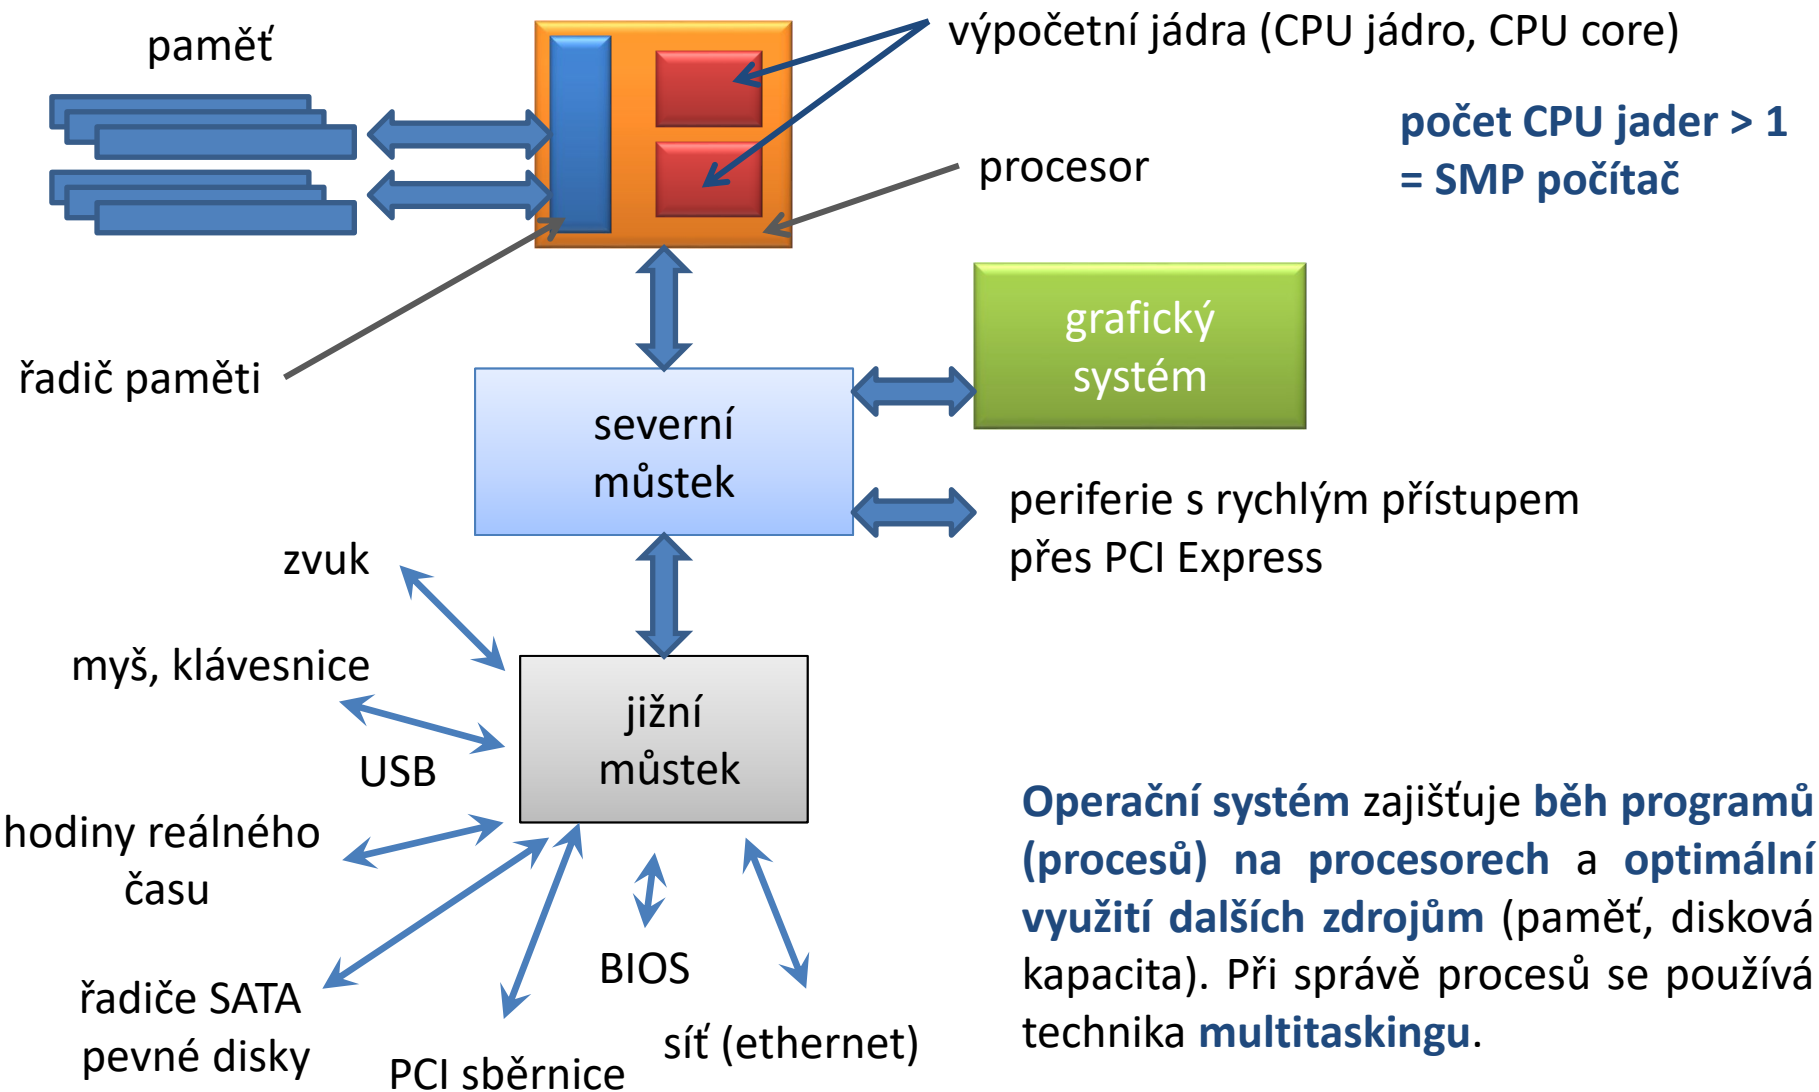 paměť
výpočetní jádra (CPU jádro, CPU core)
počet CPU jader > 1
= SMP počítač
procesor
řadič paměti
grafický
systém
severní
můstek
periferie s rychlým přístupem
přes PCI Express
zvuk
myš, klávesnice
USB
jižní
můstek
hodiny reálného
času
řadiče SATA
pevné disky
PCI sběrnice
BIOS
síť (ethernet)
Operační systém zajišťuje běh programů
(procesů) na procesorech a optimální
využití dalších zdrojům (paměť, disková
kapacita). Při správě procesů se používá
technika multitaskingu.